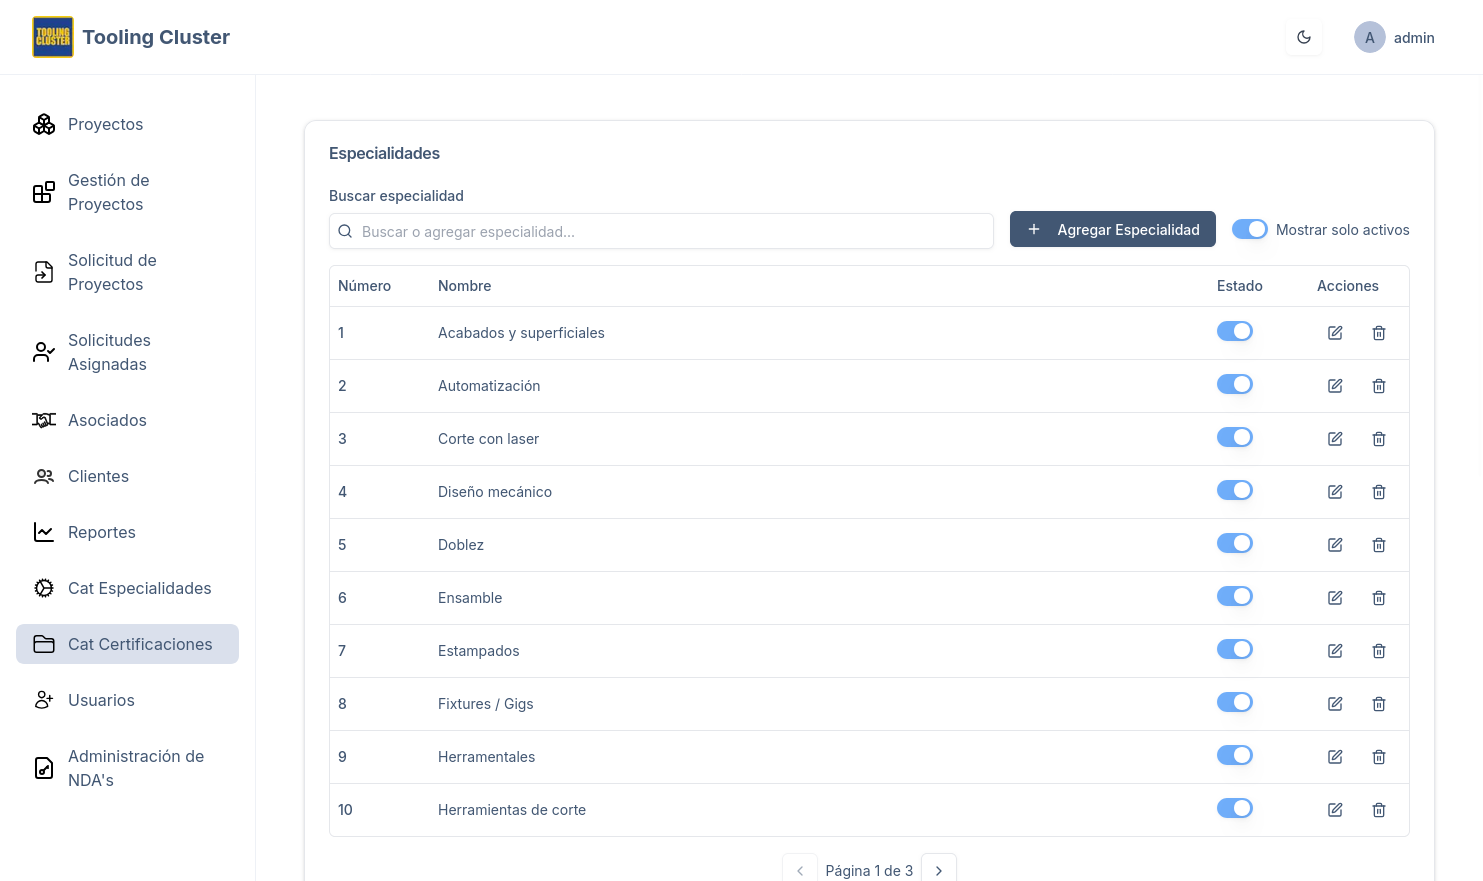 TOOLING
CLUSTER
Tooling Cluster
A
admin
Proyectos
Gestión de
Proyectos
Solicitud de
Proyectos
Solicitudes
Asignadas
Asociados
Clientes
Reportes
Cat Especialidades
Cat Certificaciones
Usuarios
Administración de
NDA's
Especialidades
Buscar especialidad
Buscar o agregar especialidad...
Agregar Especialidad
Mostrar solo activos
Número Nombre Estado Acciones
1 Acabados y superficiales
2 Automatización
3 Corte con laser
4 Diseño mecánico
5 Doblez
6 Ensamble
7 Estampados
8 Fixtures / Gigs
9 Herramentales
10 Herramientas de corte
Página 1 de 3